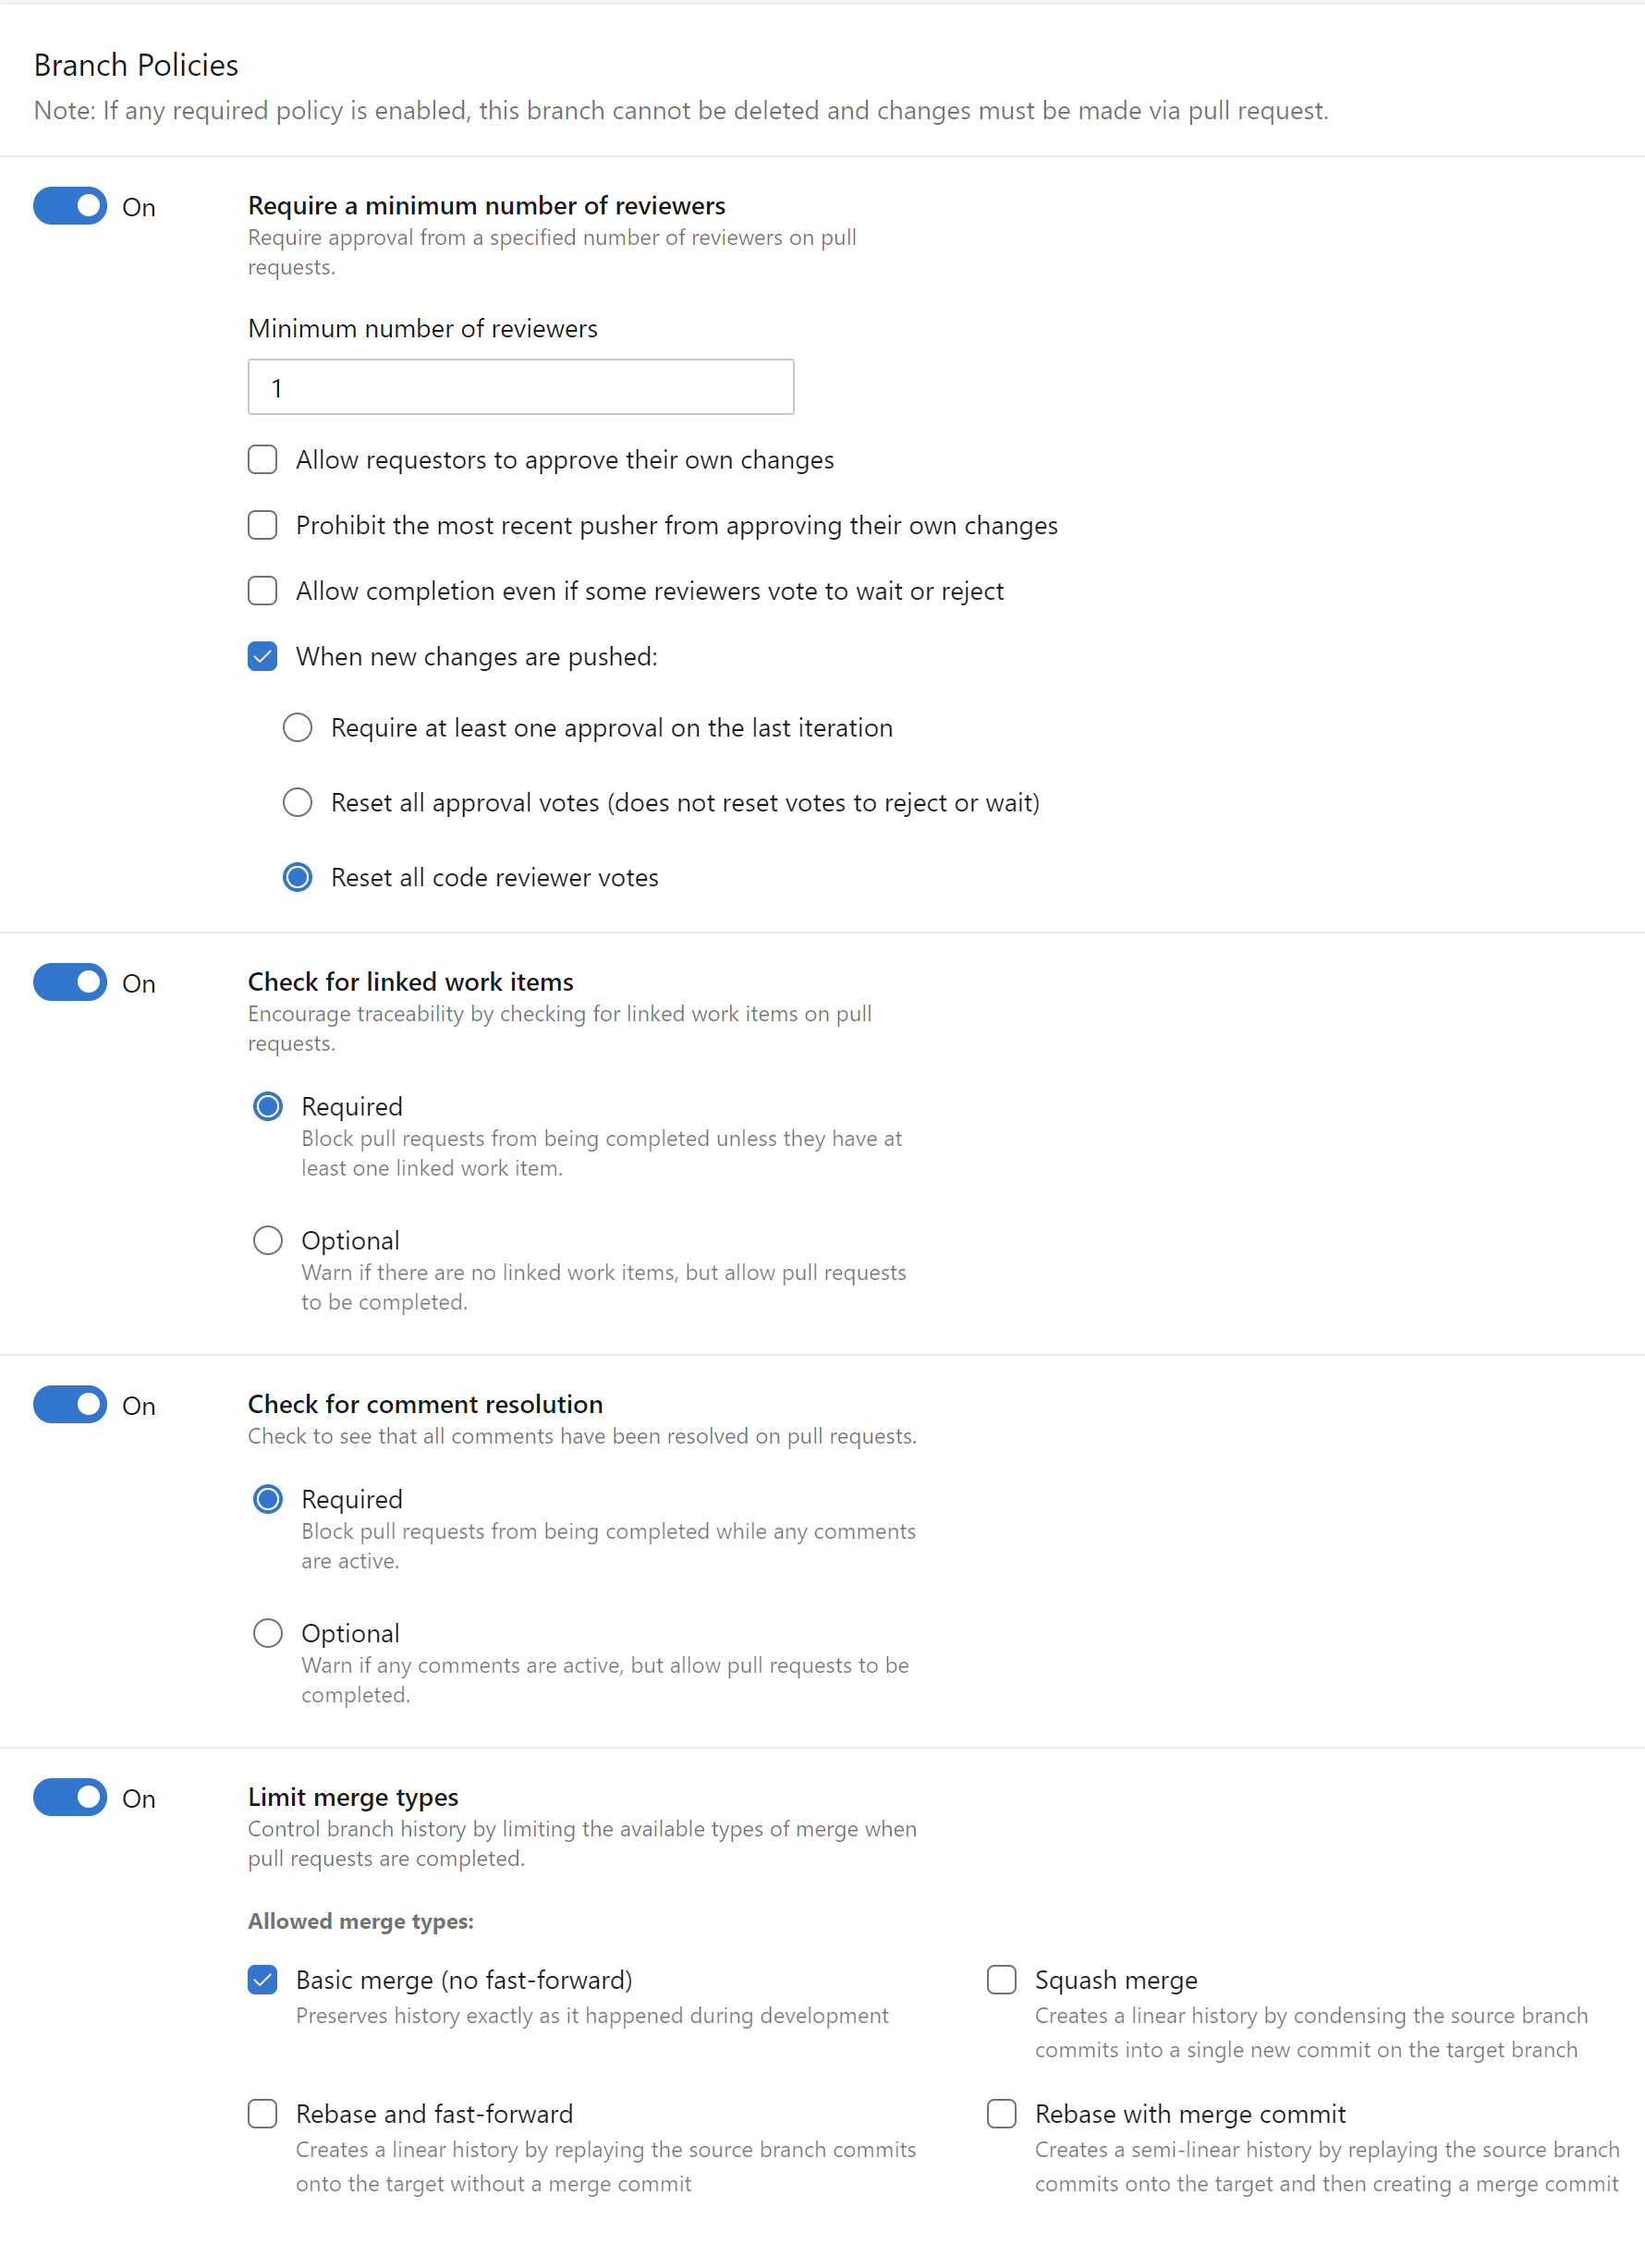 Branch Policies
Note: If any required policy is enabled, this branch cannot be deleted and changes must be made via pull request.
On
Require a minimum number of reviewers
Require approval from a specified number of reviewers on pull
requests.
Minimum number of reviewers
1
Allow requestors to approve their own changes
Prohibit the most recent pusher from approving their own changes
Allow completion even if some reviewers vote to wait or reject
When new changes are pushed:
Require at least one approval on the last iteration
Reset all approval votes (does not reset votes to reject or wait)
Reset all code reviewer votes
On
Check for linked work items
Encourage traceability by checking for linked work items on pull
requests.
Required
Block pull requests from being completed unless they have at
least one linked work item.
Optional
Warn if there are no linked work items, but allow pull requests
to be completed.
On
Check for comment resolution
Check to see that all comments have been resolved on pull requests.
Required
Block pull requests from being completed while any comments
are active.
Optional
Warn if any comments are active, but allow pull requests to be
completed.
On
Limit merge types
Control branch history by limiting the available types of merge when
pull requests are completed.
Allowed merge types:
Basic merge (no fast-forward)
Preserves history exactly as it happened during development
Squash merge
Creates a linear history by condensing the source branch
commits into a single new commit on the target branch
Rebase and fast-forward
Creates a linear history by replaying the source branch commits
onto the target without a merge commit
Rebase with merge commit
Creates a semi-linear history by replaying the source branch
commits onto the target and then creating a merge commit